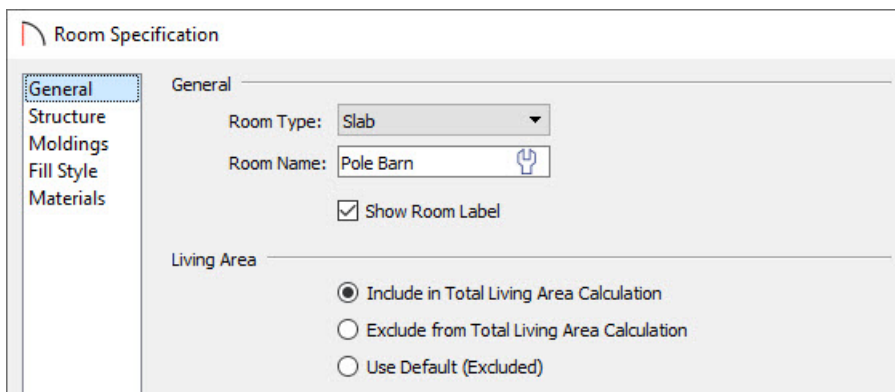 Room Specification
General
Structure
Moldings
Fill Style
Materials
General
Room Type: Slab
Room Name: Pole Barn
Show Room Label
Living Area
Include in Total Living Area Calculation
Exclude from Total Living Area Calculation
Use Default (Excluded)